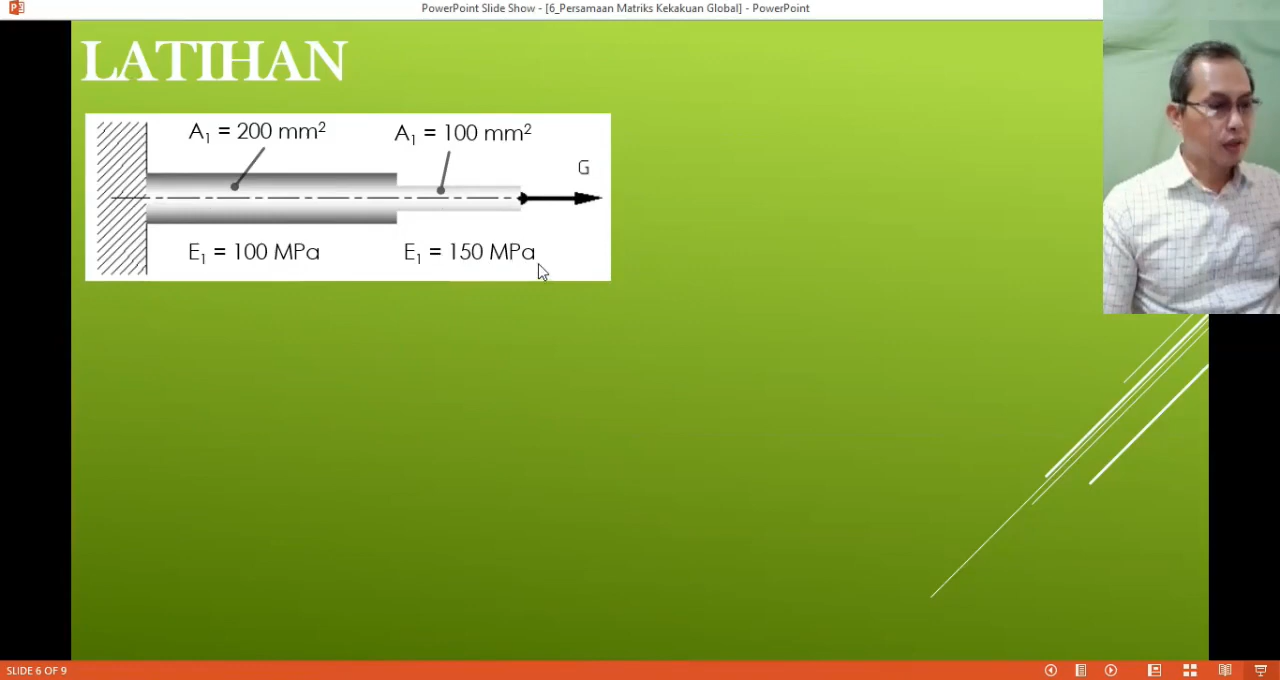 PowerPoint Slide Show - [6_Persamaan Matriks Kekakuan Global] - PowerPoint
LATIHAN
A₁ = 200 mm² A₁ = 100 mm²
G
E₁ = 100 MPa E₁ = 150 MPa
SLIDE 6 OF 9